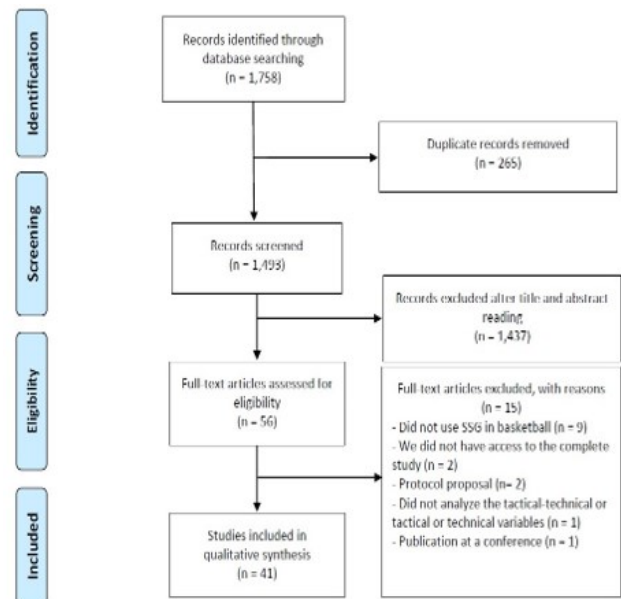 Identification
Records identified through
database searching
(n = 1,758)
Duplicate records removed
(n = 265)
Screening
Records screened
(n = 1,493)
Records excluded after title and abstract
reading
(n = 1,437)
Eligibility
Full-text articles assessed for
eligibility
(n = 56)
Full-text articles excluded, with reasons
(n = 15)
- Did not use SSG in basketball (n = 9)
- We did not have access to the complete
study (n = 2)
- Protocol proposal (n= 2)
- Did not analyze the tactical-technical or
tactical or technical variables (n = 1)
- Publication at a conference (n = 1)
Included
Studies included in
qualitative synthesis
(n = 41)